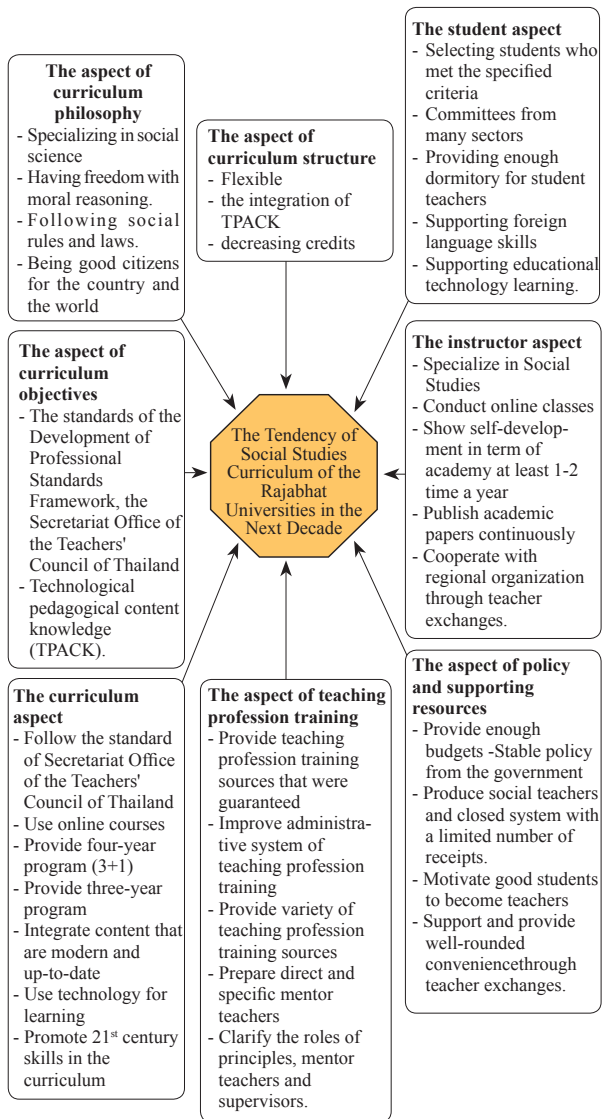 The aspect of
curriculum
philosophy
- Specializing in social
science
- Having freedom with
moral reasoning.
- Following social
rules and laws.
- Being good citizens
for the country and
the world
The aspect of
curriculum structure
- Flexible
- the integration of
TPACK
- decreasing credits
The student aspect
- Selecting students who
met the specified
criteria
- Committees from
many sectors
- Providing enough
dormitory for student
teachers
- Supporting foreign
language skills
- Supporting educational
technology learning.
The aspect of
curriculum
objectives
- The standards of the
Development of
Professional
Standards
Framework, the
Secretariat Office of
the Teachers'
Council of Thailand
- Technological
pedagogical content
knowledge
(TPACK).
The Tendency of
Social Studies
Curriculum of the
Rajabhat
Universities in the
Next Decade
The instructor aspect
- Specialize in Social
Studies
- Conduct online classes
- Show self-develop-
ment in term of
academy at least 1-2
time a year
- Publish academic
papers continuously
- Cooperate with
regional organization
through teacher
exchanges.
The curriculum
aspect
- Follow the standard
of Secretariat Office
of the Teachers'
Council of Thailand
- Use online courses
- Provide four-year
program (3+1)
- Provide three-year
program
- Integrate content that
are modern and
up-to-date
- Use technology for
learning
- Promote 21st century
skills in the
curriculum
The aspect of teaching
profession training
- Provide teaching
profession training
sources that were
guaranteed
- Improve administra-
tive system of
teaching profession
training
- Provide variety of
teaching profession
training sources
- Prepare direct and
specific mentor
teachers
- Clarify the roles of
principles, mentor
teachers and
supervisors.
The aspect of policy
and supporting
resources
- Provide enough
budgets -Stable policy
from the government
- Produce social teachers
and closed system with
a limited number of
receipts.
- Motivate good students
to become teachers
- Support and provide
well-rounded
conveniencethrough
teacher exchanges.